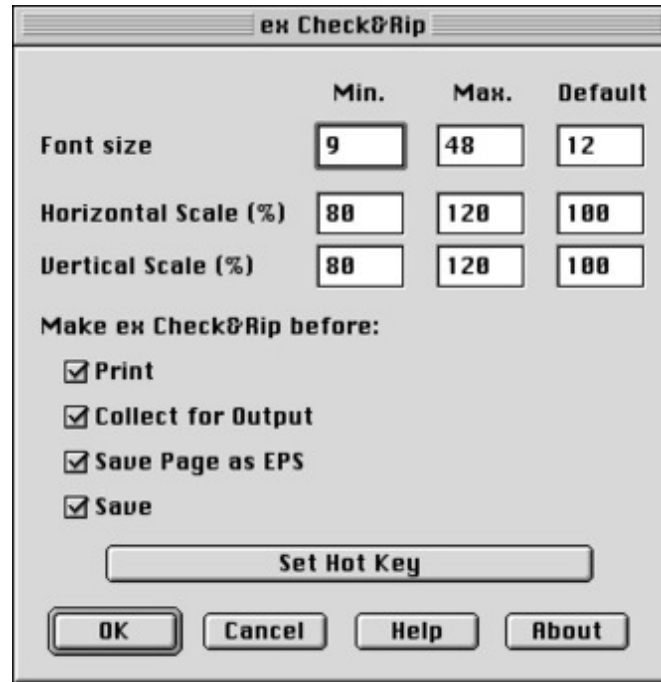 ex Check&Rip
Min. Max. Default
Font size 9 48 12
Horizontal Scale (%) 80 120 100
Vertical Scale (%) 80 120 100
Make ex Check&Rip before:
Print
Collect for Output
Save Page as EPS
Save
Set Hot Key
OK Cancel Help About